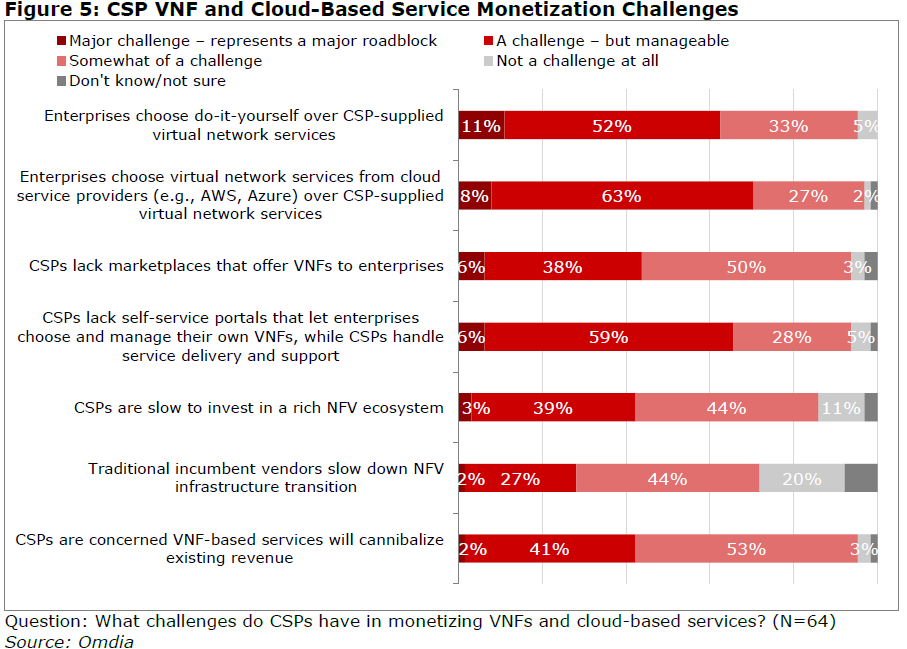 Figure 5: CSP VNF and Cloud-Based Service Monetization Challenges
Major challenge – represents a major roadblock
A challenge – but manageable
Somewhat of a challenge
Not a challenge at all
Don't know/not sure
Enterprises choose do-it-yourself over CSP-supplied
virtual network services
11% 52% 33% 5%
Enterprises choose virtual network services from cloud
service providers (e.g., AWS, Azure) over CSP-supplied
virtual network services
8% 63% 27% 2%
CSPs lack marketplaces that offer VNFs to enterprises
6% 38% 50% 3%
CSPs lack self-service portals that let enterprises
choose and manage their own VNFs, while CSPs handle
service delivery and support
6% 59% 28% 5%
CSPs are slow to invest in a rich NFV ecosystem
3% 39% 44% 11%
Traditional incumbent vendors slow down NFV
infrastructure transition
2% 27% 44% 20%
CSPs are concerned VNF-based services will cannibalize
existing revenue
2% 41% 53% 3%
Question: What challenges do CSPs have in monetizing VNFs and cloud-based services? (N=64)
Source: Omdia